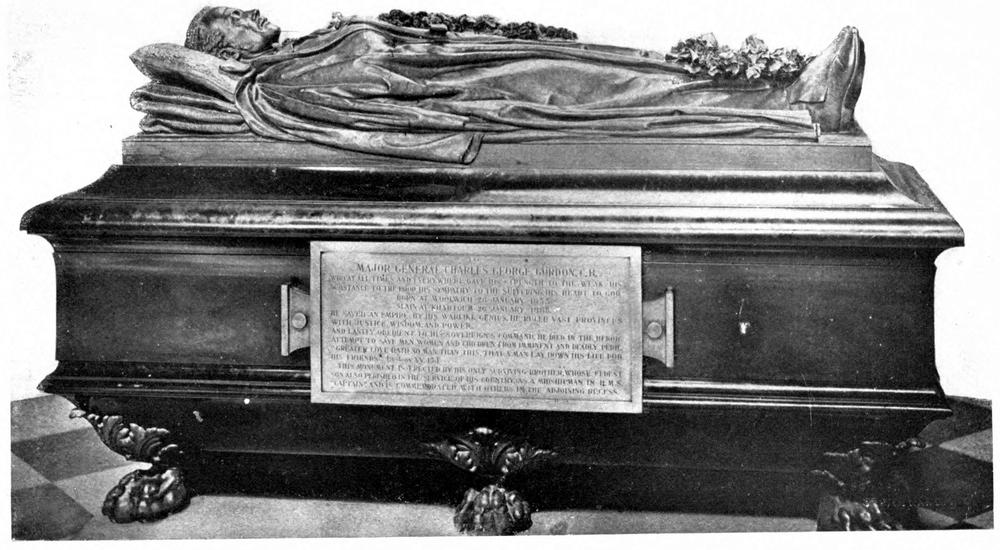 MAJOR GENERAL CHARLES GEORGE GORDON, C.B.
WHO AT ALL TIMES AND EVERYWHERE GAVE HIS STRENGTH TO THE WEAK HIS
SUBSTANCE TO THE POOR HIS SYMPATHY TO THE SUFFERING HIS HEART TO GOD
BORN AT WOOLWICH 28 JANUARY 1833
SLAIN AT KHARTOUM 26 JANUARY 1885
HE SAVED AN EMPIRE BY HIS WARLIKE GENIUS, HE RULED VAST PROVINCES
WITH JUSTICE, WISDOM, AND POWER.
AND LASTLY OBEDIENT TO HIS SOVEREIGN'S COMMAND, HE DIED IN THE HEROIC
ATTEMPT TO SAVE MEN, WOMEN AND CHILDREN FROM IMMINENT AND DEADLY PERIL
"GREATER LOVE HATH NO MAN THAN THIS, THAT A MAN LAY DOWN HIS LIFE FOR
HIS FRIENDS."
THIS MONUMENT IS ERECTED BY HIS ONLY SURVIVING BROTHER, WHOSE ELDEST
SON ALSO PERISHED IN THE SERVICE OF HIS COUNTRY, AS A MIDSHIPMAN IN H.M.S.
"CAPTAIN," AND IS COMMEMORATED WITH OTHERS IN THE ADJOINING RECESS.